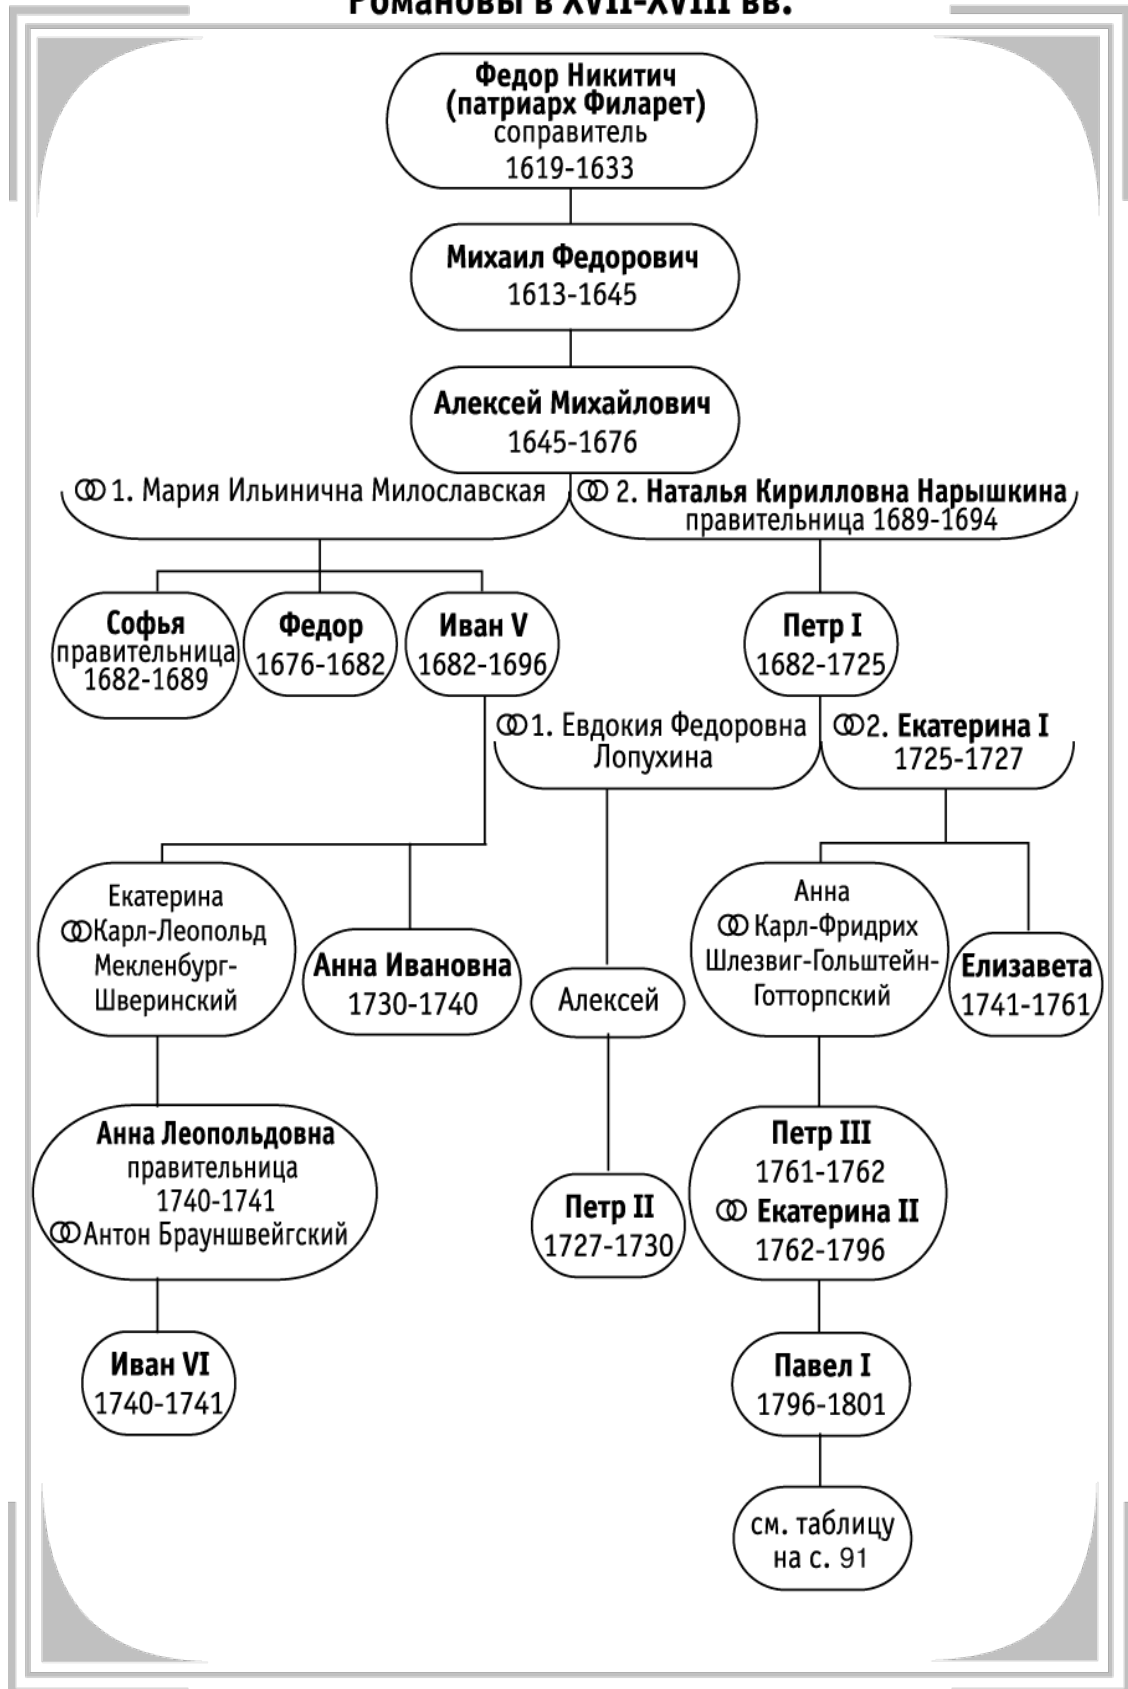 Романовы в XVII-XVIII вв.
Федор Никитич
(патриарх Филарет)
соправитель
1619-1633
Михаил Федорович
1613-1645
Алексей Михайлович
1645-1676
1. Мария Ильинична Милославская
2. Наталья Кирилловна Нарышкина
правительница 1689-1694
Софья
правительница
1682-1689
Федор
1676-1682
Иван V
1682-1696
Петр I
1682-1725
1. Евдокия Федоровна
Лопухина
2. Екатерина I
1725-1727
Екатерина
Карл-Леопольд
Мекленбург-
Шверинский
Анна Ивановна
1730-1740
Алексей
Анна
Карл-Фридрих
Шлезвиг-Гольштейн-
Готторпский
Елизавета
1741-1761
Анна Леопольдовна
правительница
1740-1741
Антон Брауншвейгский
Петр II
1727-1730
Петр III
1761-1762
Екатерина II
1762-1796
Иван VI
1740-1741
Павел I
1796-1801
см. таблицу
на с. 91